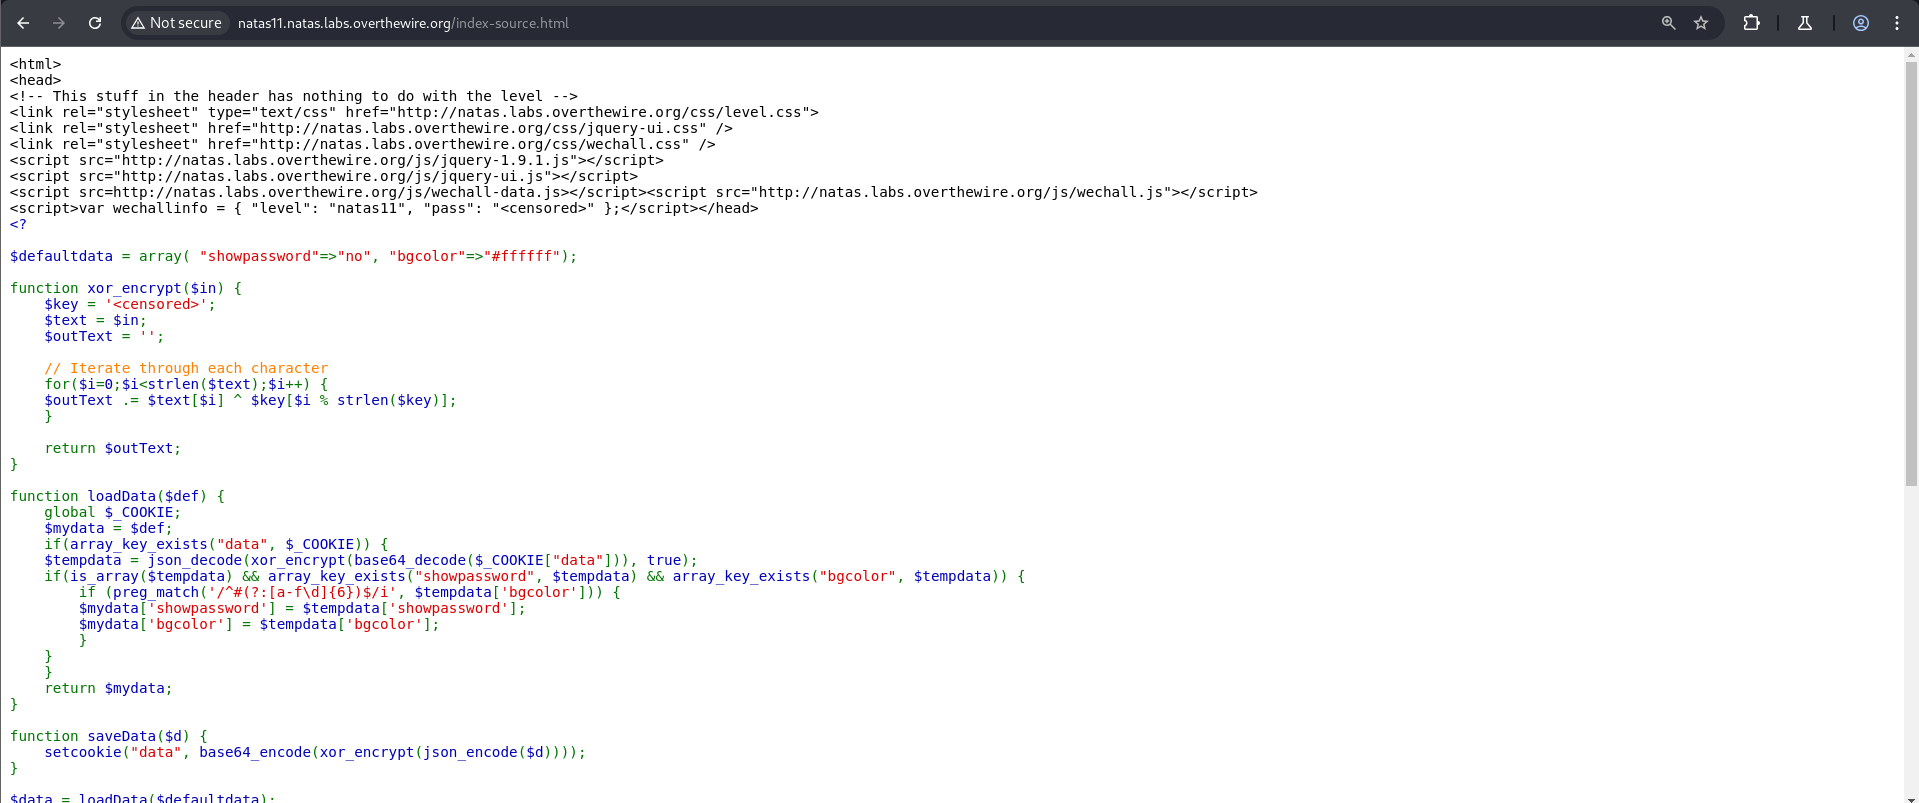 Not secure natas11.natas.labs.overthewire.org/index-source.html
<html>
<head>
<!-- This stuff in the header has nothing to do with the level -->
<link rel="stylesheet" type="text/css" href="http://natas.labs.overthewire.org/css/level.css">
<link rel="stylesheet" href="http://natas.labs.overthewire.org/css/jquery-ui.css" />
<link rel="stylesheet" href="http://natas.labs.overthewire.org/css/wechall.css" />
<script src="http://natas.labs.overthewire.org/js/jquery-1.9.1.js"></script>
<script src="http://natas.labs.overthewire.org/js/jquery-ui.js"></script>
<script src=http://natas.labs.overthewire.org/js/wechall-data.js></script><script src="http://natas.labs.overthewire.org/js/wechall.js"></script>
<script>var wechallinfo = { "level": "natas11", "pass": "<censored>" };</script></head>
<?
$defaultdata = array( "showpassword"=>"no", "bgcolor"=>"#ffffff");
function xor_encrypt($in) {
    $key = '<censored>';
    $text = $in;
    $outText = '';
    // Iterate through each character
    for($i=0;$i<strlen($text);$i++) {
    $outText .= $text[$i] ^ $key[$i % strlen($key)];
    }
    return $outText;
}
function loadData($def) {
    global $_COOKIE;
    $mydata = $def;
    if(array_key_exists("data", $_COOKIE)) {
    $tempdata = json_decode(xor_encrypt(base64_decode($_COOKIE["data"])), true);
    if(is_array($tempdata) && array_key_exists("showpassword", $tempdata) && array_key_exists("bgcolor", $tempdata)) {
        if (preg_match('/^#(?:[a-f\d]{6})$/i', $tempdata['bgcolor'])) {
        $mydata['showpassword'] = $tempdata['showpassword'];
        $mydata['bgcolor'] = $tempdata['bgcolor'];
        }
    }
    }
    return $mydata;
}
function saveData($d) {
    setcookie("data", base64_encode(xor_encrypt(json_encode($d))));
}
$data = loadData($defaultdata);